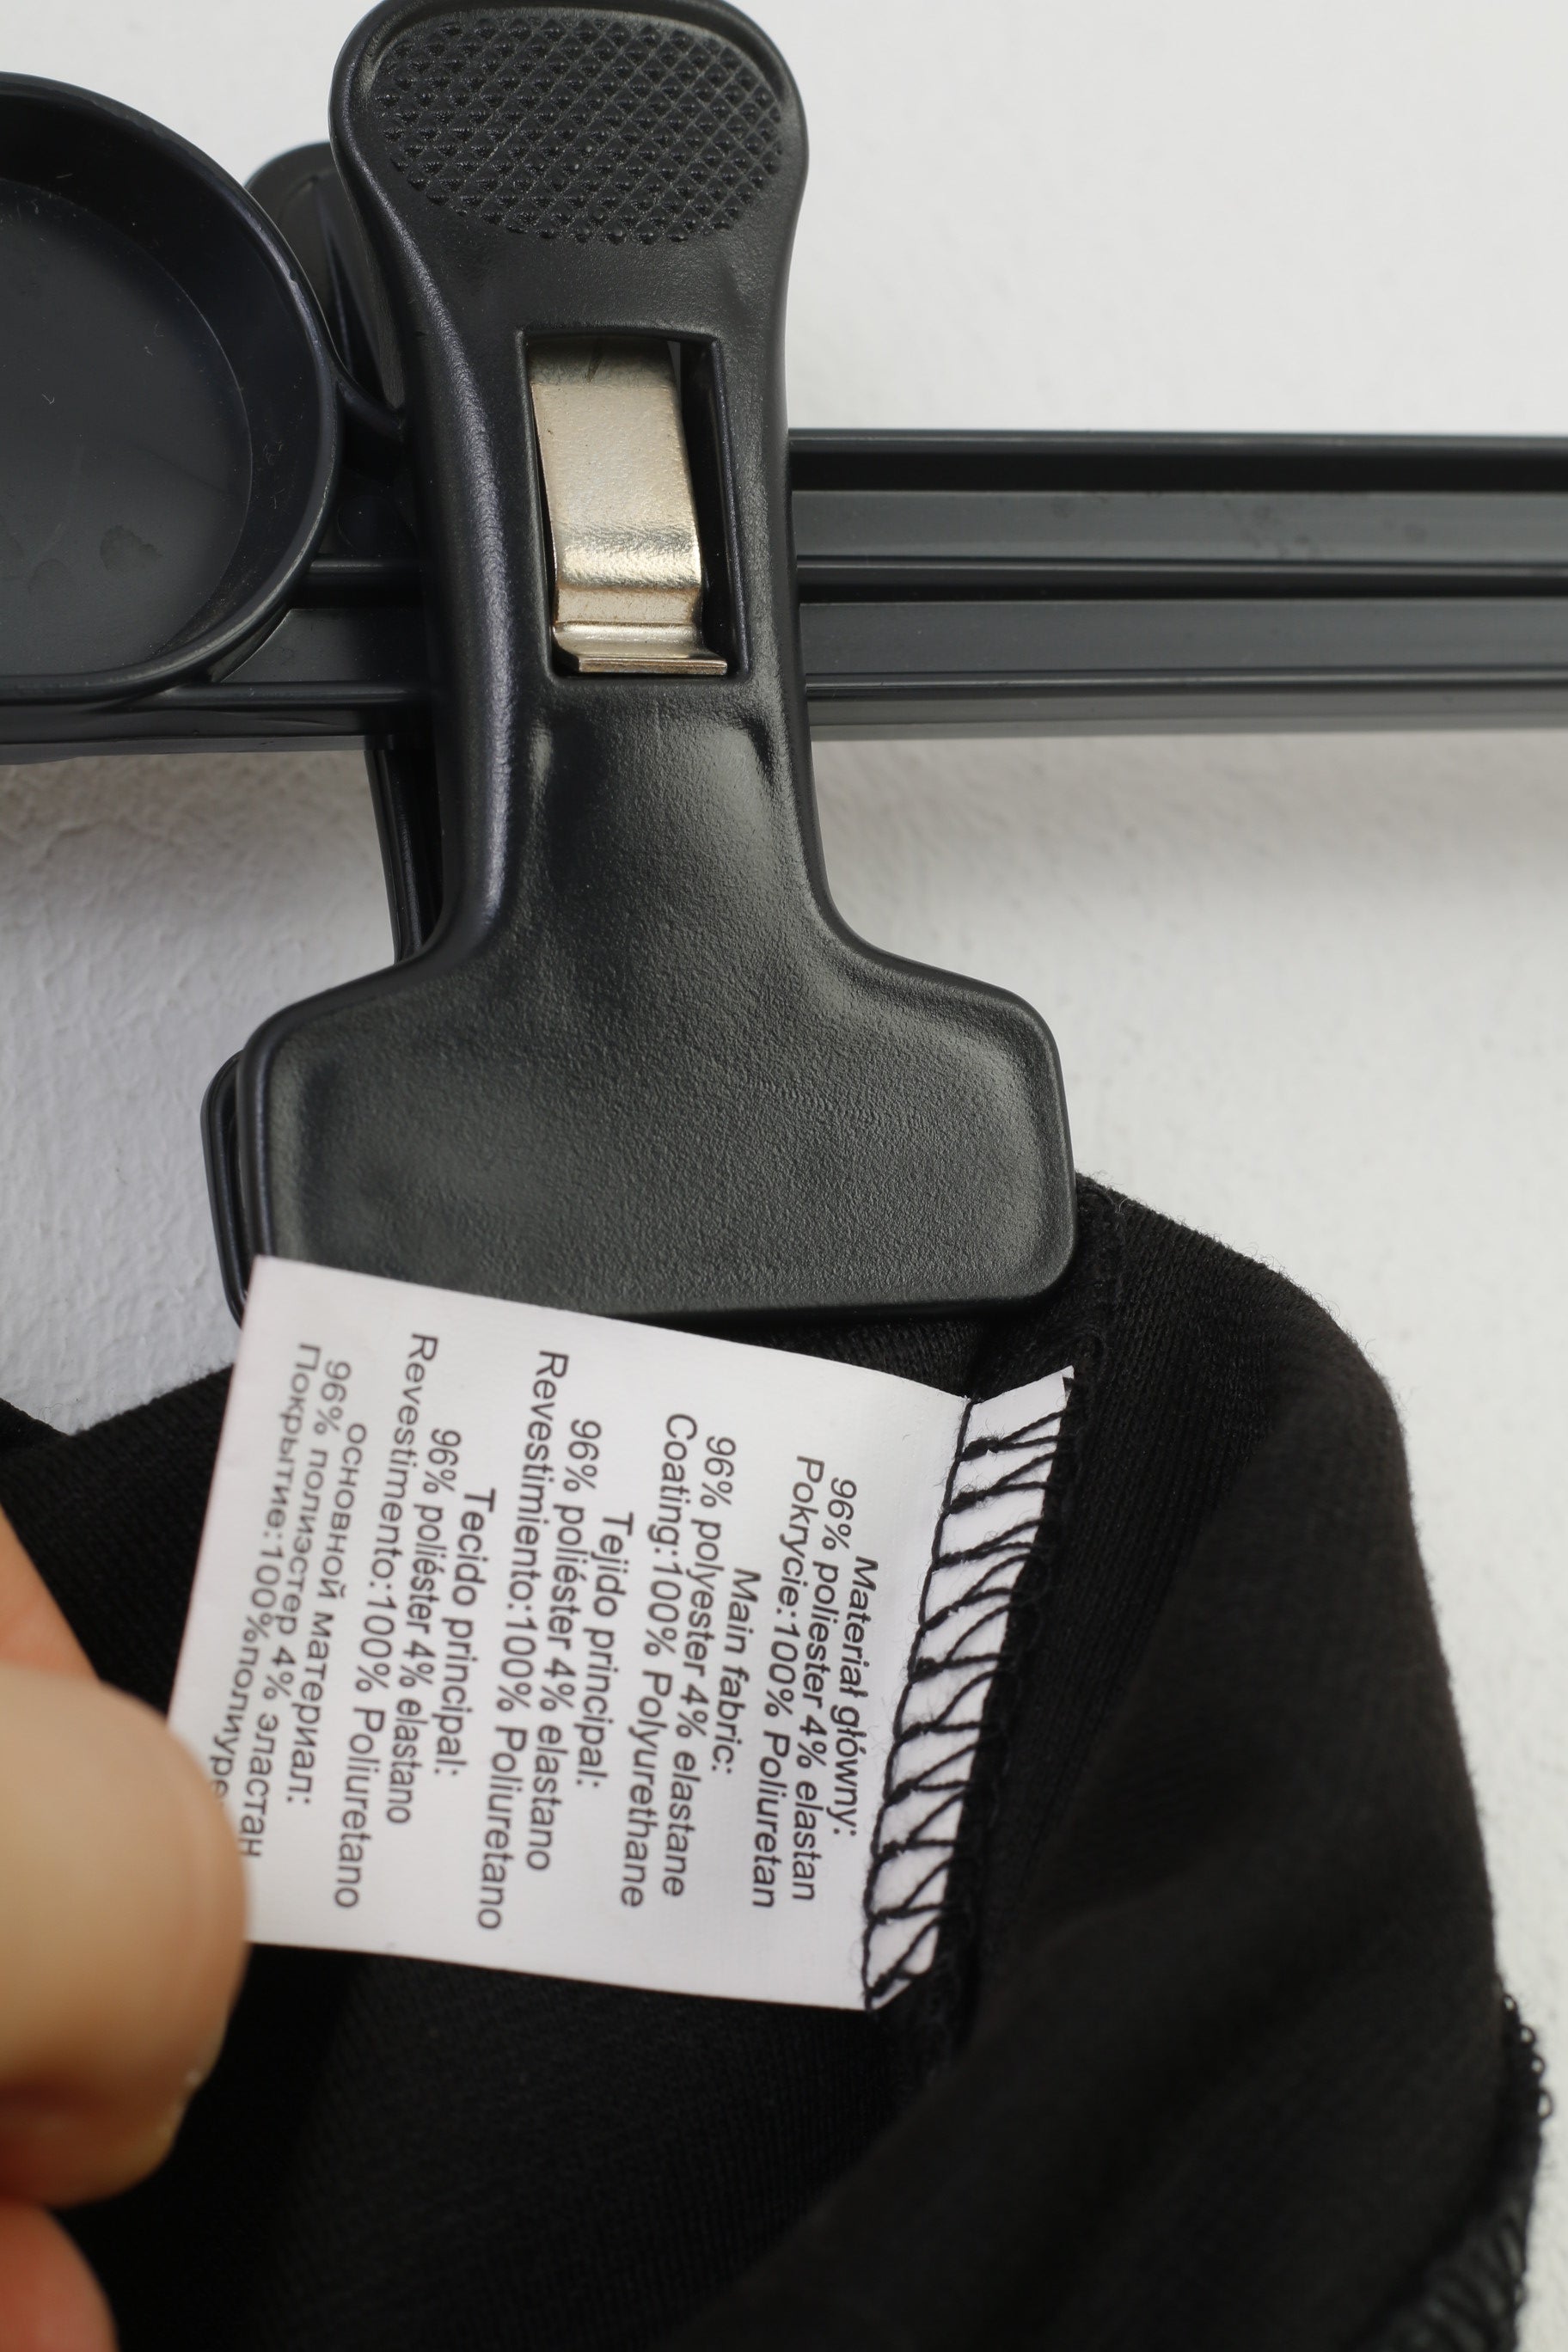 Materiał główny:
96% poliester 4% elastan
Pokrycie:100% Poliuretan
Main fabric:
96% polyester 4% elastane
Coating:100% Polyurethane
Tejido principal:
96% poliéster 4% elastano
Revestimiento:100% Poliuretano
Tecido principal:
96% poliéster 4% elastano
Revestimento:100% Poliuretano
основной материал:
96% полиэстер 4% эластан
Покрытие:100%